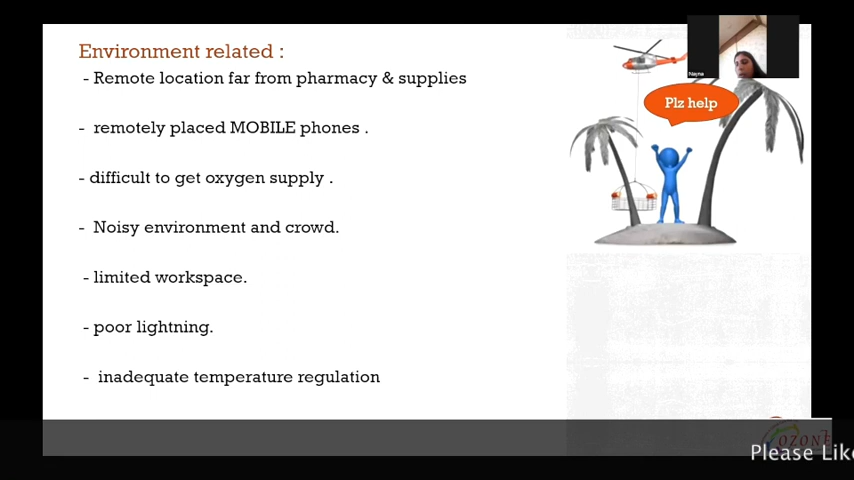 Environment related :
- Remote location far from pharmacy & supplies
- remotely placed MOBILE phones .
- difficult to get oxygen supply .
- Noisy environment and crowd.
- limited workspace.
- poor lightning.
- inadequate temperature regulation
Nayna
Plz help
OZONE
Please Like